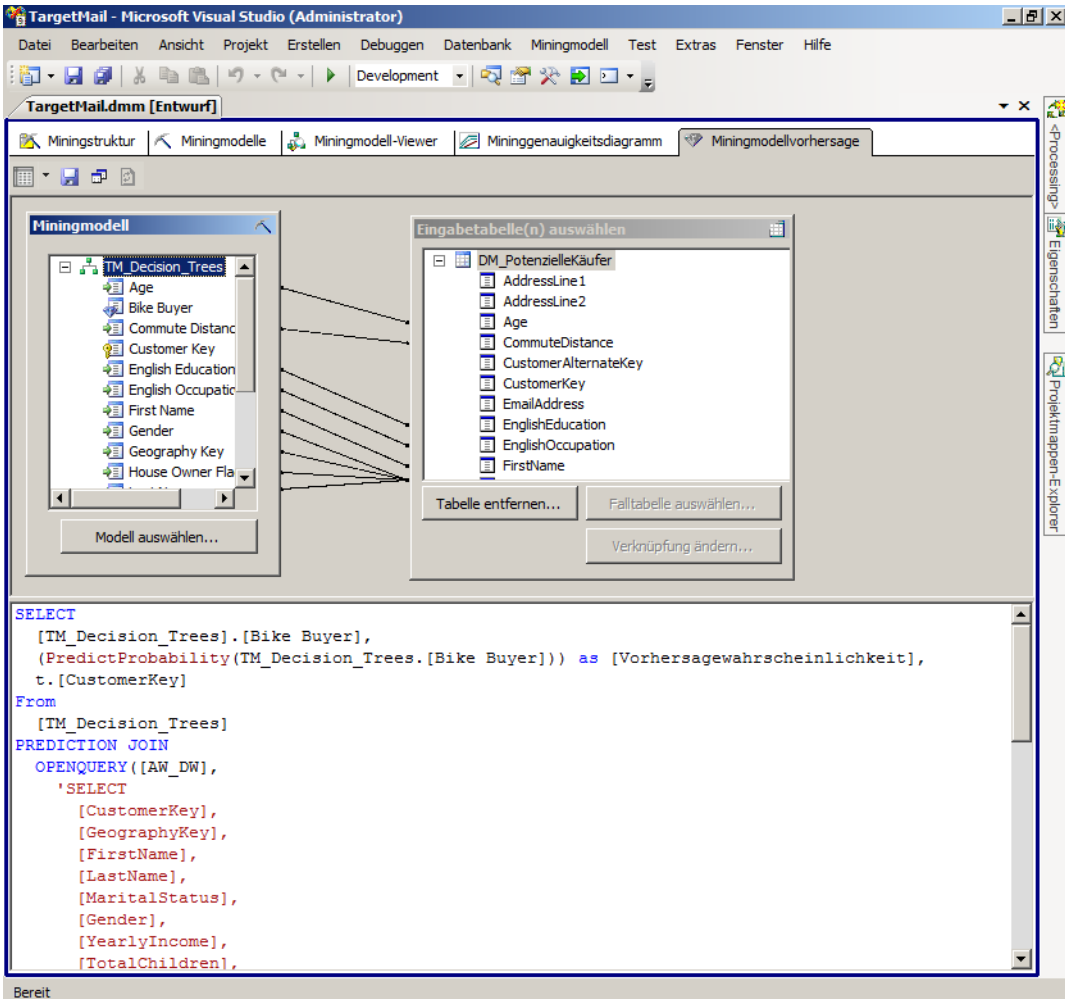 TargetMail - Microsoft Visual Studio (Administrator)
Datei Bearbeiten Ansicht Projekt Erstellen Debuggen Datenbank Miningmodell Test Extras Fenster Hilfe
Development
TargetMail.dmm [Entwurf]
Miningstruktur Miningmodelle Miningmodell-Viewer Mininggenauigkeitsdiagramm Miningmodellvorhersage
Miningmodell
TM_Decision_Trees
Age
Bike Buyer
Commute Distanc
Customer Key
English Education
English Occupatic
First Name
Gender
Geography Key
House Owner Fla
Modell auswählen...
Eingabetabelle(n) auswählen
DM_PotenzielleKäufer
AddressLine1
AddressLine2
Age
CommuteDistance
CustomerAlternateKey
CustomerKey
EmailAddress
EnglishEducation
EnglishOccupation
FirstName
Tabelle entfernen...
Falltabelle auswählen...
Verknüpfung ändern...
<Processing>
Eigenschaften
Projektmappen-Explorer
SELECT
[TM_Decision_Trees].[Bike Buyer],
(PredictProbability(TM_Decision_Trees.[Bike Buyer])) as [Vorhersagewahrscheinlichkeit],
t.[CustomerKey]
From
[TM_Decision_Trees]
PREDICTION JOIN
OPENQUERY([AW_DW],
'SELECT
[CustomerKey],
[GeographyKey],
[FirstName],
[LastName],
[MaritalStatus],
[Gender],
[YearlyIncome],
[TotalChildren],
Bereit